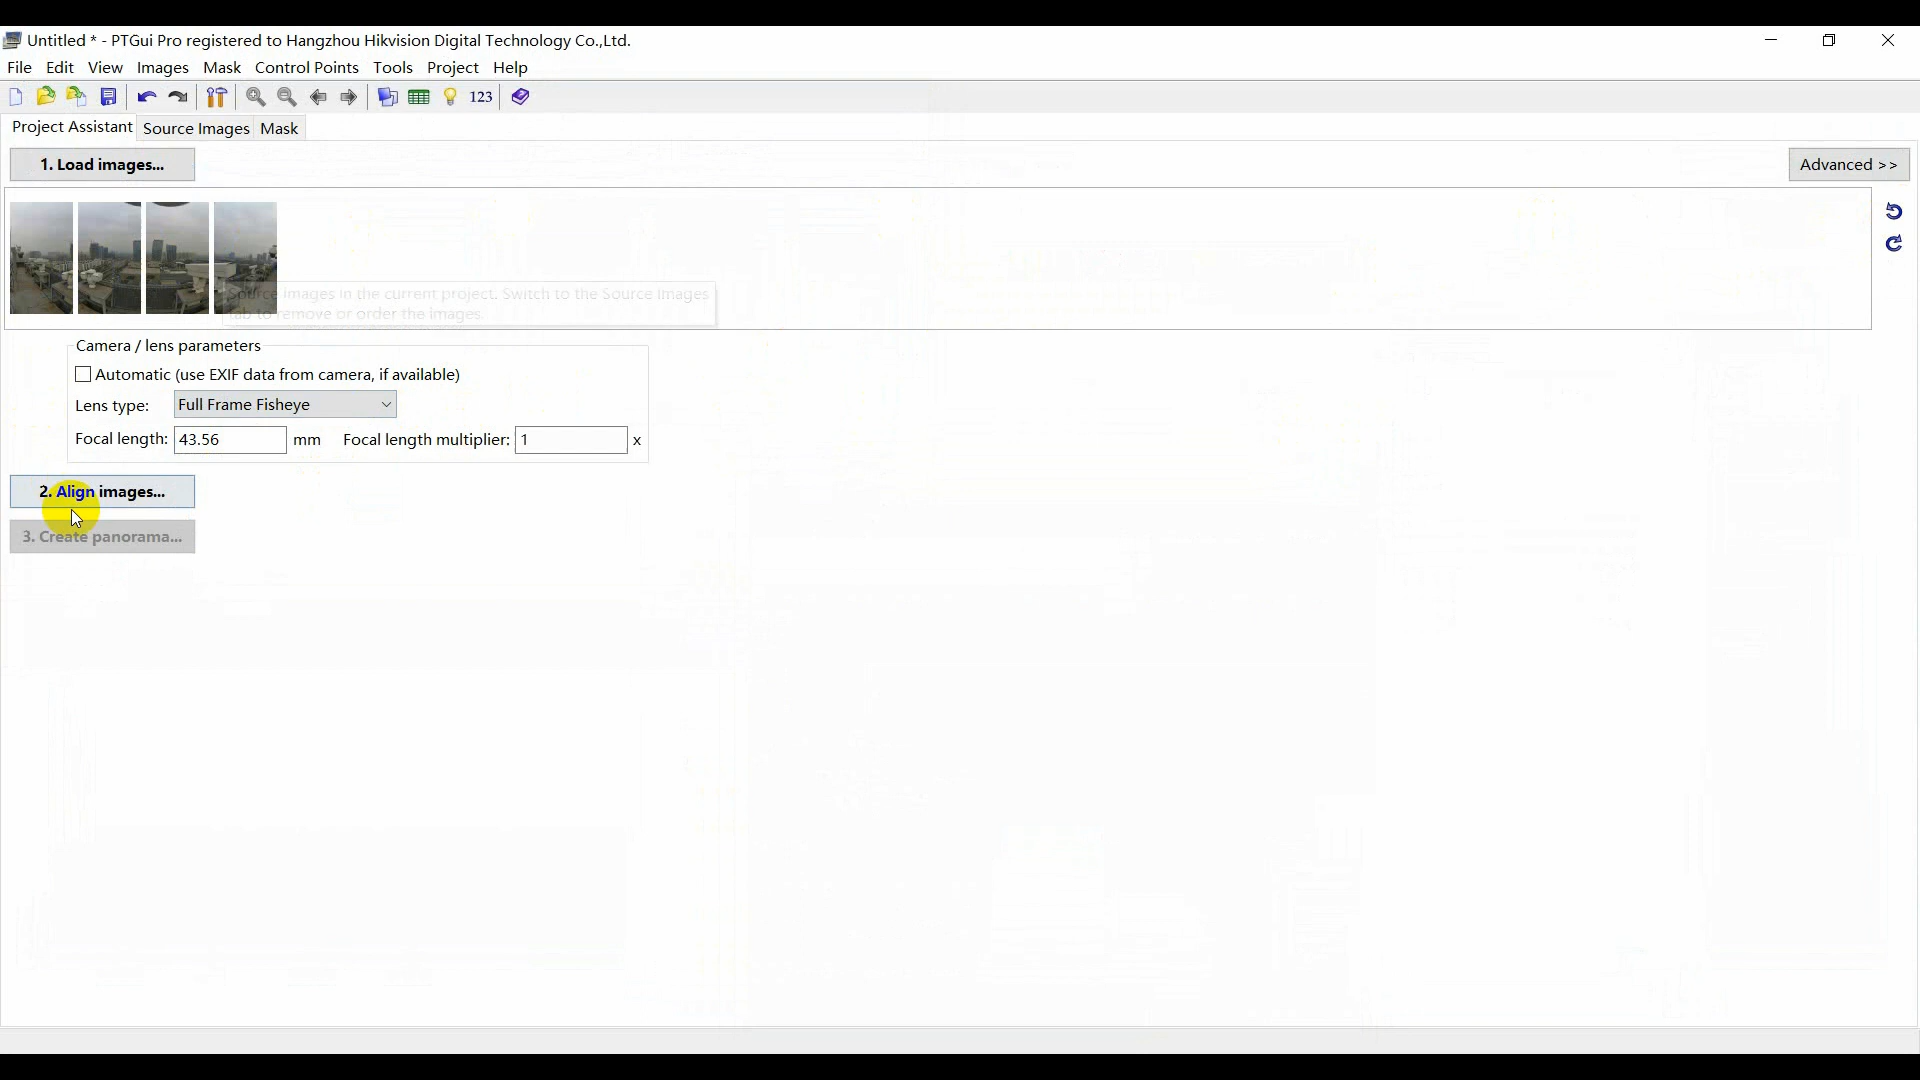 Untitled * - PTGui Pro registered to Hangzhou Hikvision Digital Technology Co.,Ltd.
File Edit View Images Mask Control Points Tools Project Help
123
Project Assistant Source Images Mask
1. Load images...
Advanced >>
Source images in the current project. Switch to the Source Images
tab to remove or order the images.
Camera / lens parameters
Automatic (use EXIF data from camera, if available)
Lens type: Full Frame Fisheye
Focal length: 43.56 mm Focal length multiplier: 1 x
2. Align images...
3. Create panorama...